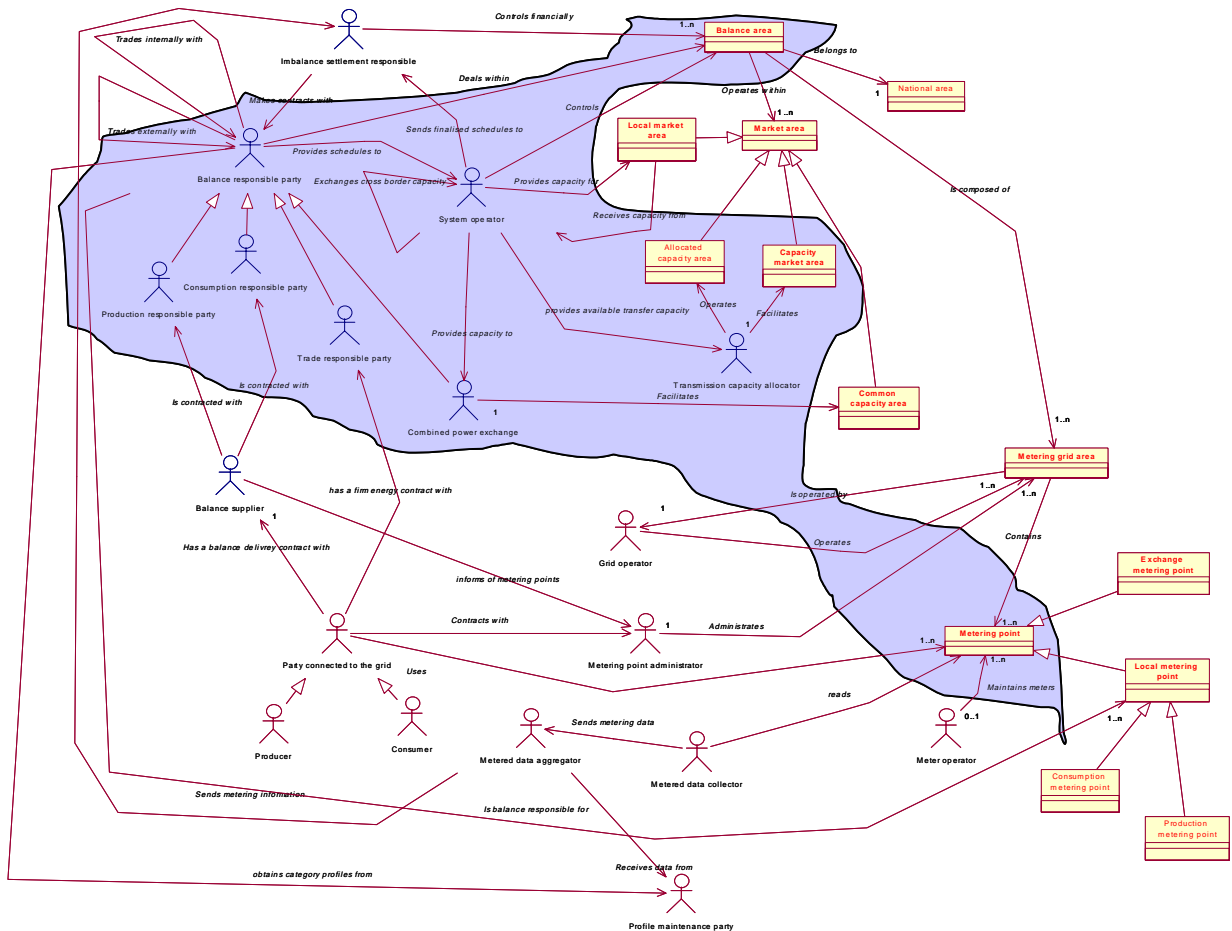 Controls financially
1..n
Balance area
Trades internally with
Imbalance settlement responsible
Belongs to
Deals within
National area
1
Operates within
Makes contracts with
Controls
1..n
Local market
area
Market area
Trades externally with
Sends finalised schedules to
Provides schedules to
Balance responsible party
Exchanges cross border capacity
Provides capacity for
Is composed of
System operator
Receives capacity from
Allocated
capacity area
Capacity
market area
Consumption responsible party
Operates
Production responsible party
provides available transfer capacity
Facilitates
1
Provides capacity to
Trade responsible party
Transmission capacity allocator
Is contracted with
Facilitates
Common
capacity area
Is contracted with
1
Combined power exchange
1..n
Metering grid area
has a firm energy contract with
1..n
1..n
Is operated by
Balance supplier
1
1
Operates
Contains
Has a balance delivrey contract with
Grid operator
Exchange
metering point
informs of metering points
Contracts with
1
Administrates
1..n
Metering point
1..n
1..n
Party connected to the grid
Metering point administrator
Uses
Local metering
point
Maintains meters
reads
0..1
1..n
Sends metering data
Producer
Consumer
Metered data aggregator
Metered data collector
Meter operator
Consumption
metering point
Sends metering information
Is balance responsible for
Production
metering point
Receives data from
obtains category profiles from
Profile maintenance party